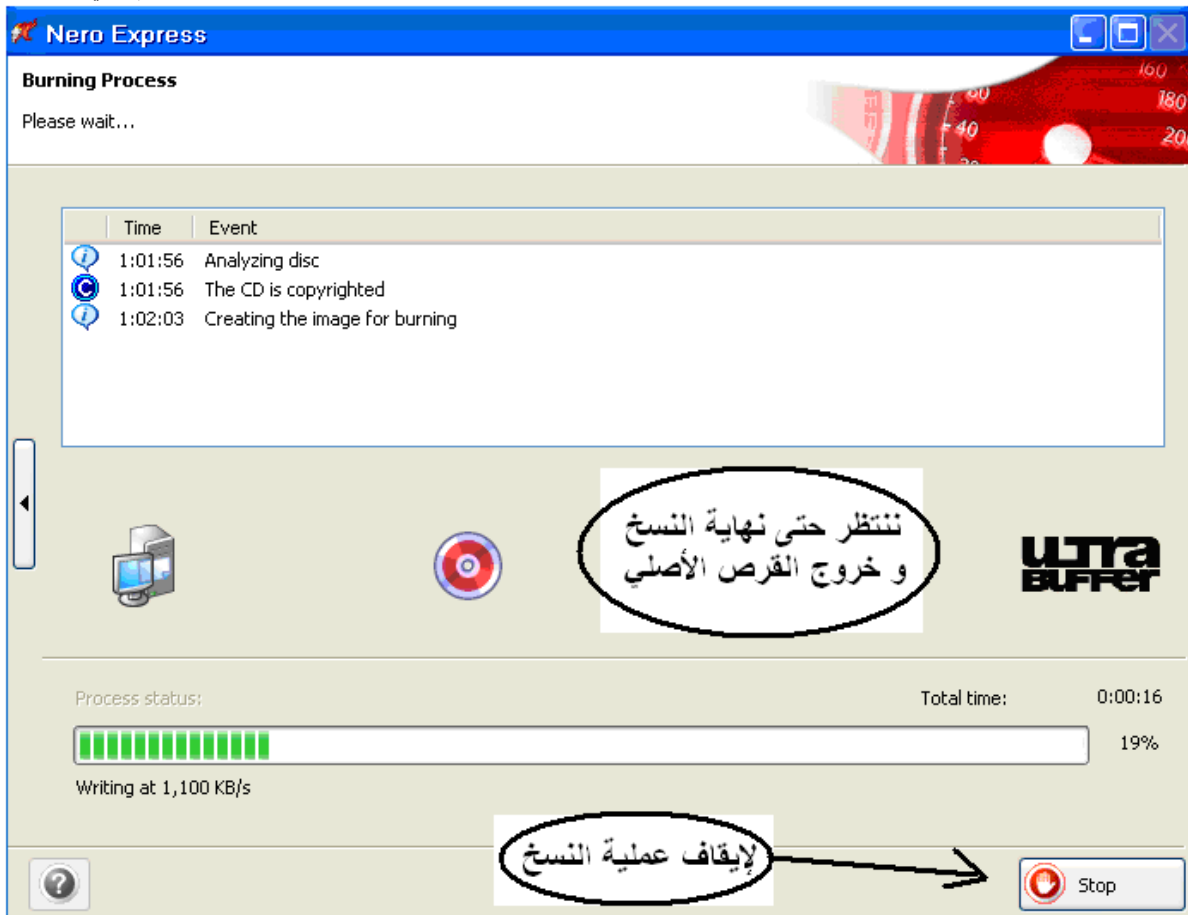 Nero Express
Burning Process
Please wait...
160
180
200
60
40
Time Event
1:01:56 Analyzing disc
1:01:56 The CD is copyrighted
1:02:03 Creating the image for burning
ننتظر حتى نهاية النسخ
و خروج القرص الأصلي
ULTRA
BUFFER
Process status:
Total time: 0:00:16
19%
Writing at 1,100 KB/s
لإيقاف عملية النسخ
Stop